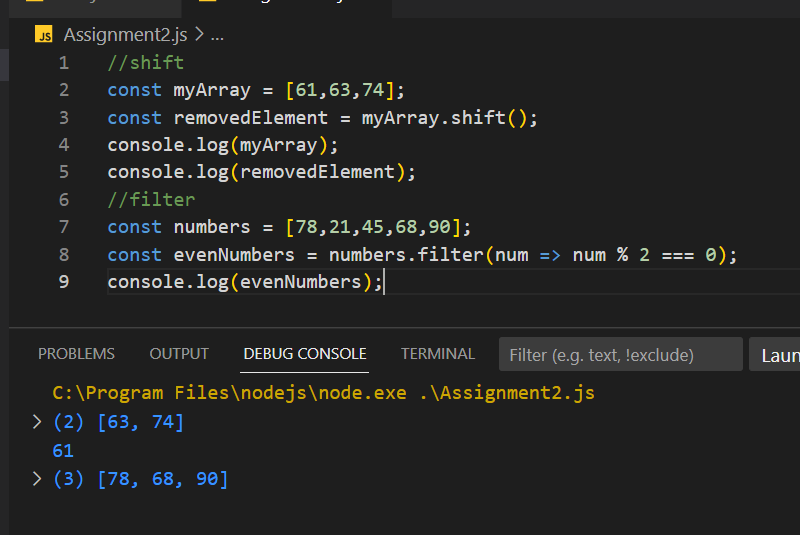 JS Assignment2.js > ...
1 //shift
2 const myArray = [61,63,74];
3 const removedElement = myArray.shift();
4 console.log(myArray);
5 console.log(removedElement);
6 //filter
7 const numbers = [78,21,45,68,90];
8 const evenNumbers = numbers.filter(num => num % 2 === 0);
9 console.log(evenNumbers);
PROBLEMS OUTPUT DEBUG CONSOLE TERMINAL Filter (e.g. text, !exclude) Laun
C:\Program Files\nodejs\node.exe .\Assignment2.js
> (2) [63, 74]
61
> (3) [78, 68, 90]